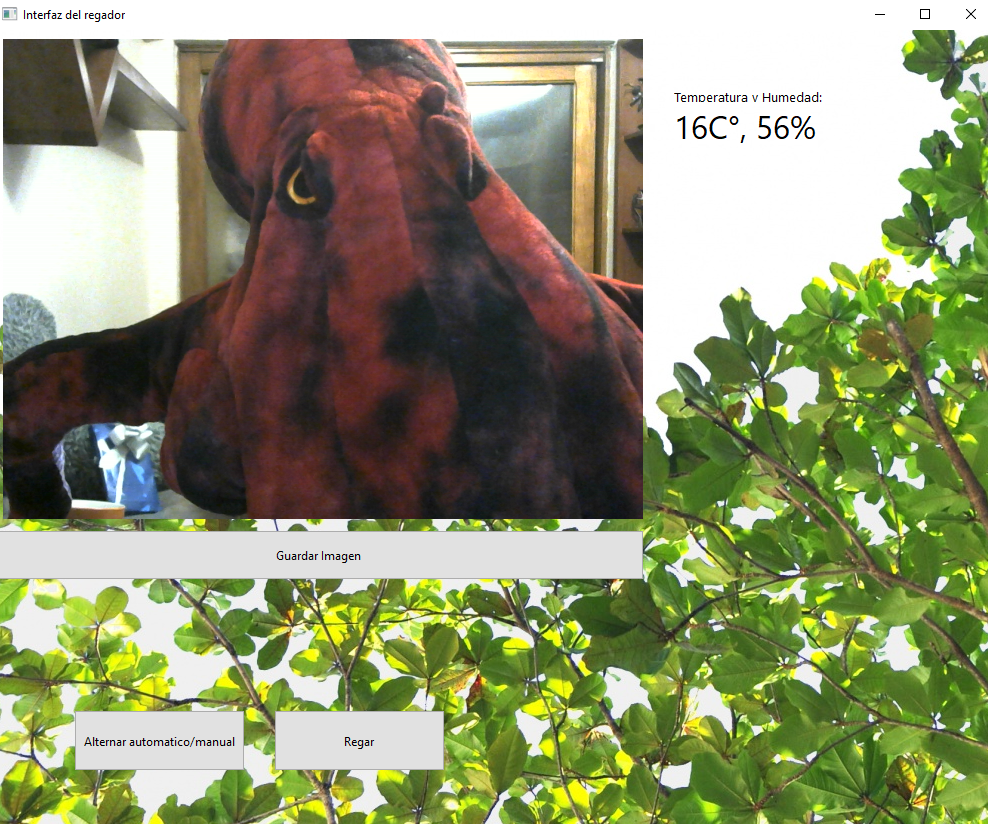 Interfaz del regador
Temperatura y Humedad:
16C°, 56%
Guardar Imagen
Alternar automatico/manual
Regar